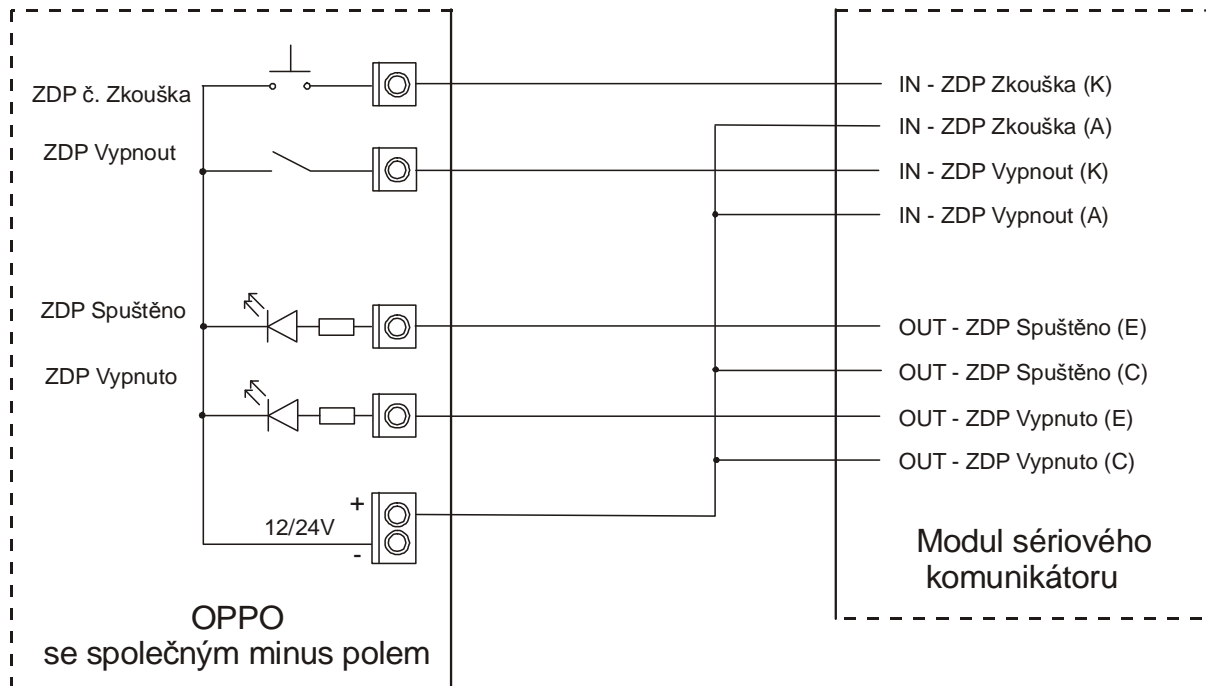 ZDP č. Zkouška
ZDP Vypnout
ZDP Spuštěno
ZDP Vypnuto
+
12/24V
-
OPPO
se společným minus polem
IN - ZDP Zkouška (K)
IN - ZDP Zkouška (A)
IN - ZDP Vypnout (K)
IN - ZDP Vypnout (A)
OUT - ZDP Spuštěno (E)
OUT - ZDP Spuštěno (C)
OUT - ZDP Vypnuto (E)
OUT - ZDP Vypnuto (C)
Modul sériového
komunikátoru